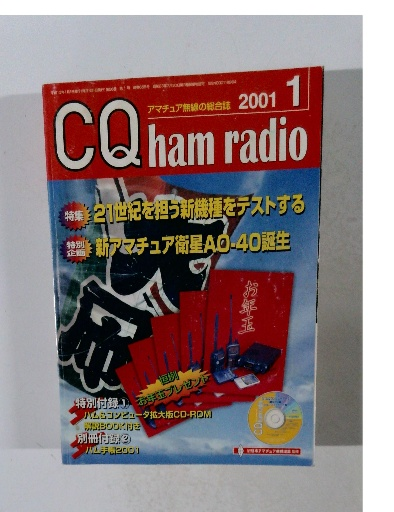 アマチュア無線の総合誌 2001 1
CQ ham radio
特集 21世紀を担う新機種をテストする
特別企画 新アマチュア衛星AO-40誕生
お年玉
恒例
お年玉プレゼント
特別付録1
ハム&コンピュータ拡大版CD-ROM
解説BOOK付き
別冊付録2
ハム手帳2001